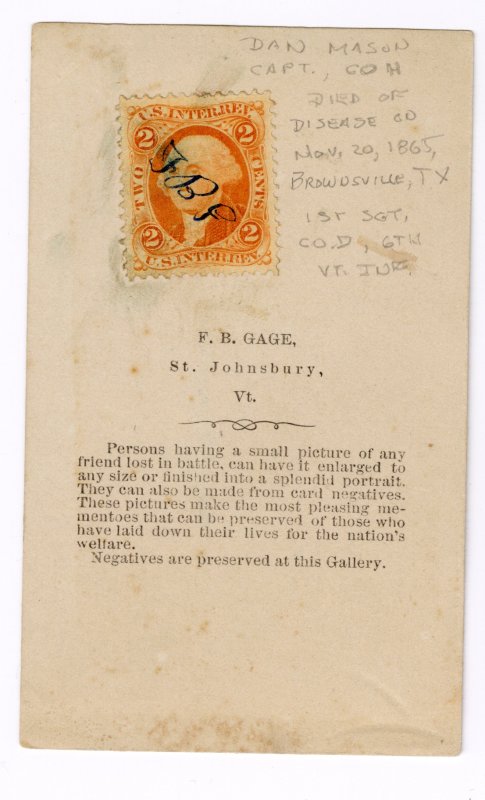 DAN MASON
CAPT., CO H
DIED OF
DISEASE ON
NOV. 20, 1865,
BROWNSVILLE, TX
1ST SGT,
CO. D, 6TH
VT. INF.
U.S. INTER. REV.
2 2
TWO CENTS
2 2
U.S. INTER. REV.
F. B. GAGE,
St. Johnsbury,
Vt.
Persons having a small picture of any
friend lost in battle, can have it enlarged to
any size or finished into a splendid portrait.
They can also be made from card negatives.
These pictures make the most pleasing me-
mentoes that can be preserved of those who
have laid down their lives for the nation's
welfare.
Negatives are preserved at this Gallery.